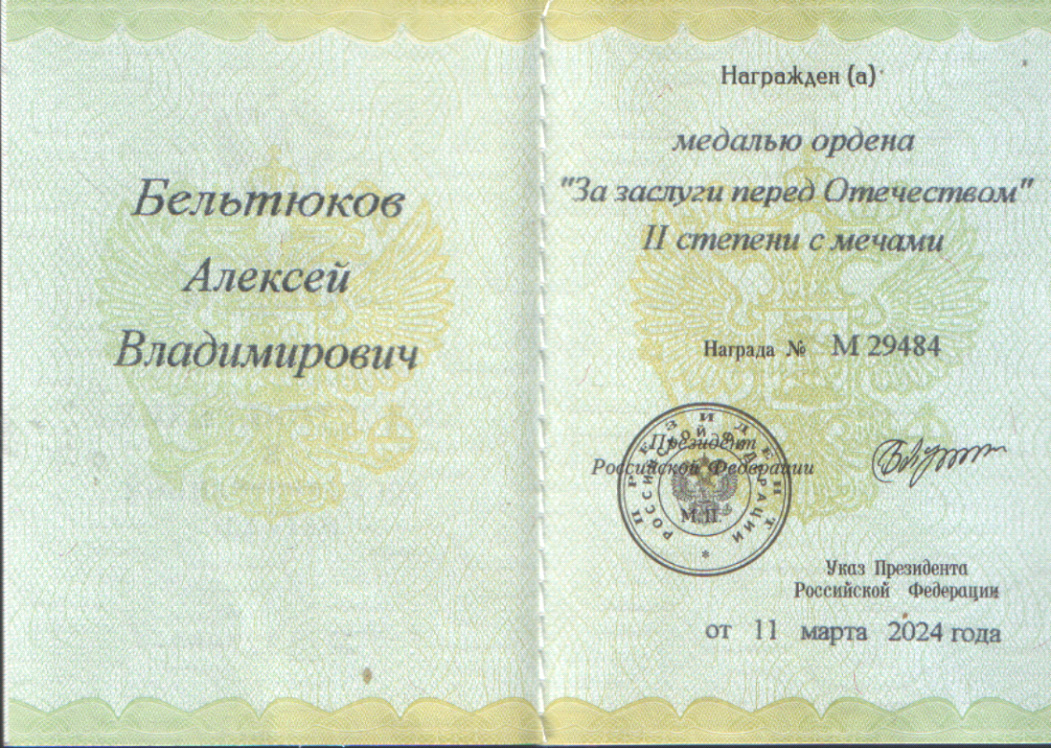 Бельтюков
Алексей
Владимирович
Награжден (а)
медалью ордена
"За заслуги перед Отечеством"
II степени с мечами
Награда № М 29484
Президент
Российской Федерации
М.П.
ПРЕЗИДЕНТ
РОССИЙСКОЙ ФЕДЕРАЦИИ
*
Указ Президента
Российской Федерации
от 11 марта 2024 года